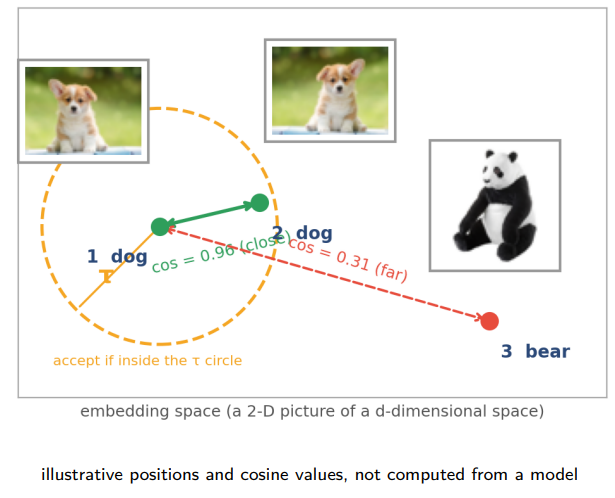 2 dog
1 dog
τ
cos = 0.96 (close)
cos = 0.31 (far)
3 bear
accept if inside the τ circle
embedding space (a 2-D picture of a d-dimensional space)
illustrative positions and cosine values, not computed from a model